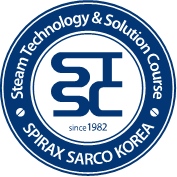 Steam Technology & Solution Course
STSC
since 1982
SPIRAX SARCO KOREA